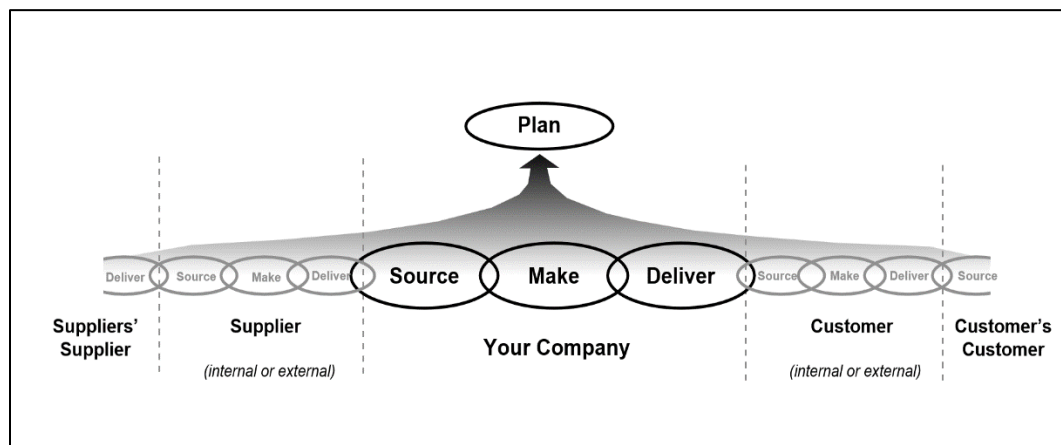 Plan
Deliver Source Make Deliver Source Make Deliver Source Make Deliver Source
Suppliers' Supplier Customer Customer's
Supplier Your Company Customer
(internal or external) (internal or external)